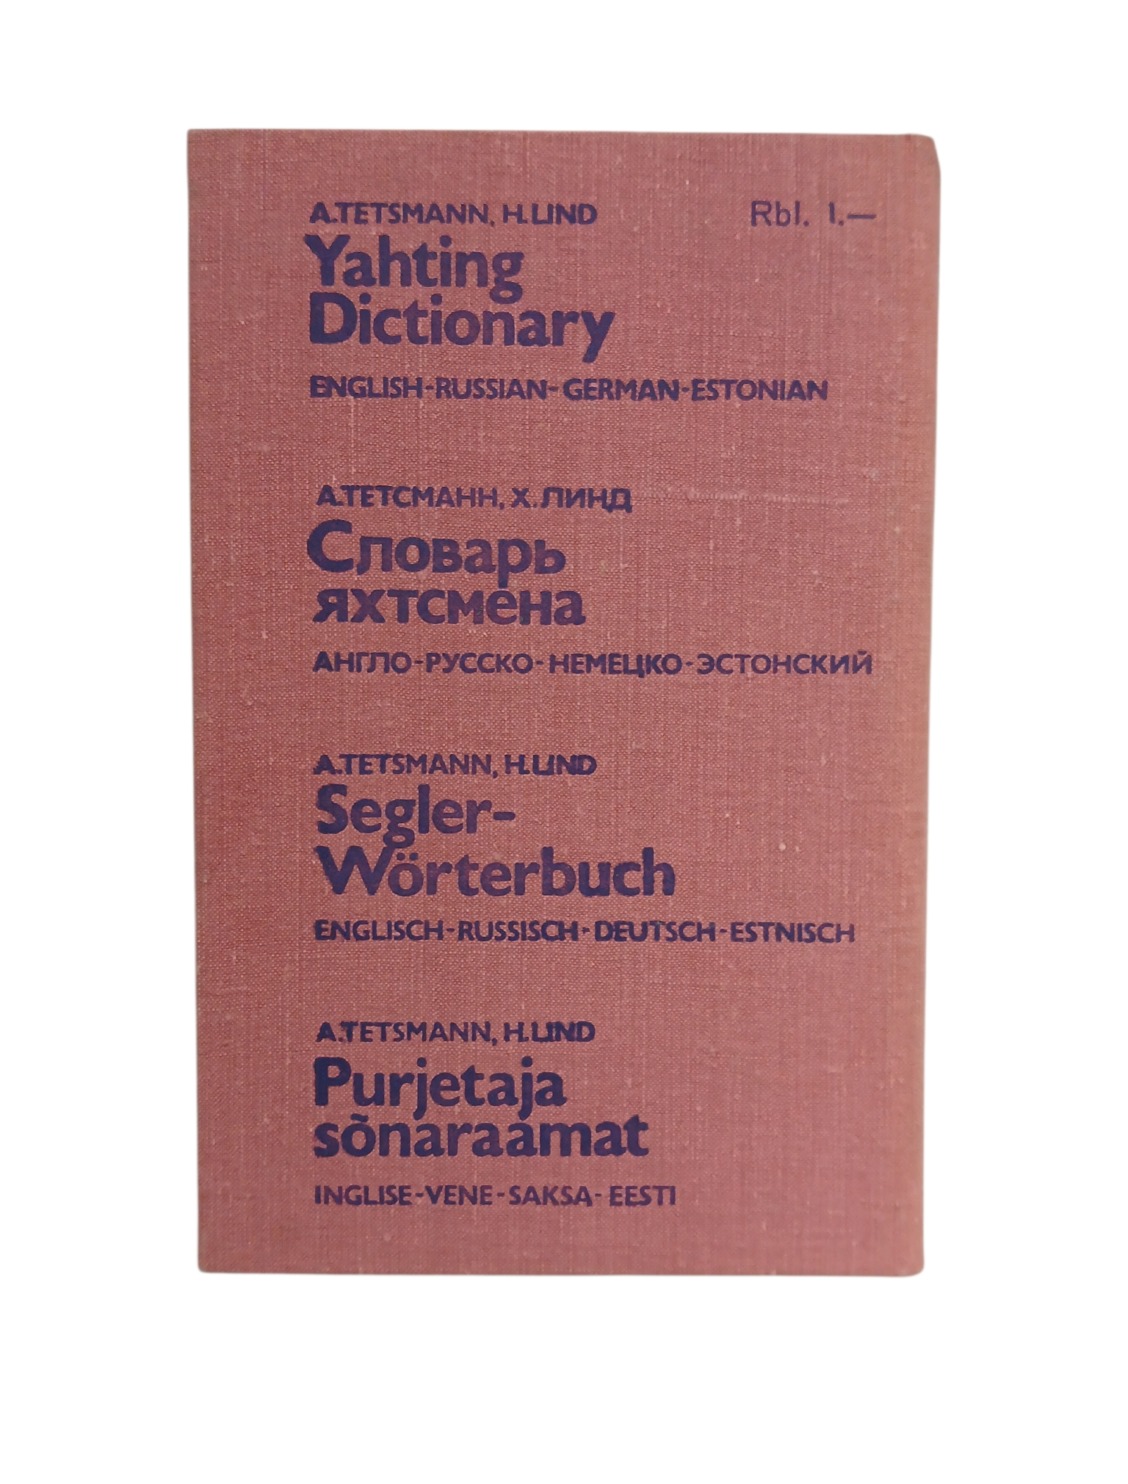 A.TETSMANN, H.LIND
Rbl. 1.—
Yahting
Dictionary
ENGLISH-RUSSIAN-GERMAN-ESTONIAN
А.ТЕТСМАНН, Х.ЛИНД
Словарь
яхтсмена
АНГЛО-РУССКО-НЕМЕЦКО-ЭСТОНСКИЙ
A.TETSMANN, H.LIND
Segler-
Wörterbuch
ENGLISCH-RUSSISCH-DEUTSCH-ESTNISCH
A.TETSMANN, H.LIND
Purjetaja
sõnaraamat
INGLISE-VENE-SAKSA-EESTI